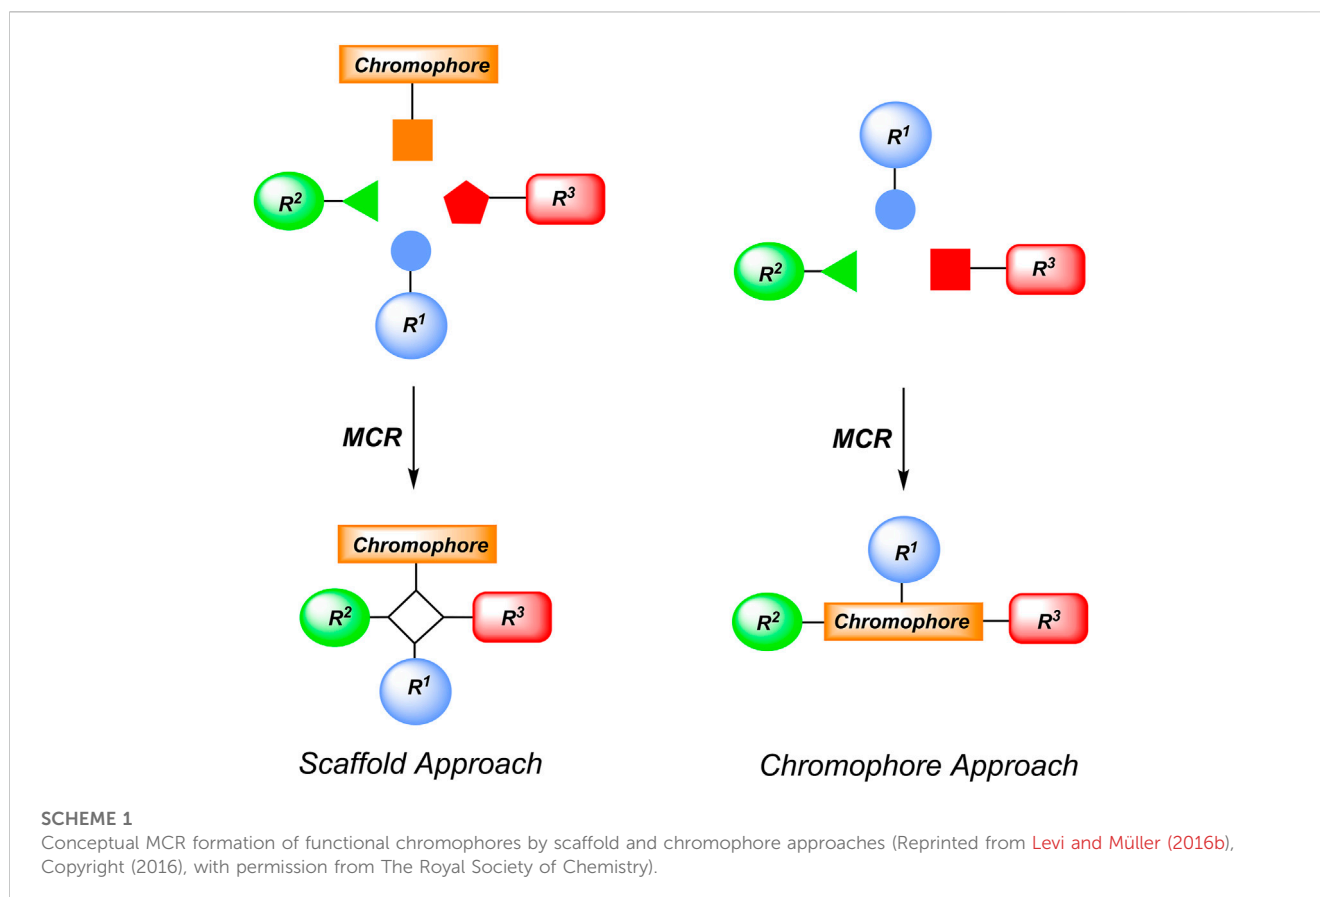 Chromophore
R1
R2
R3
R1
R2
R3
MCR
MCR
Chromophore
R2
R3
R1
R1
R2
Chromophore
R3
Scaffold Approach
Chromophore Approach
SCHEME 1
Conceptual MCR formation of functional chromophores by scaffold and chromophore approaches (Reprinted from Levi and Müller (2016b),
Copyright (2016), with permission from The Royal Society of Chemistry).